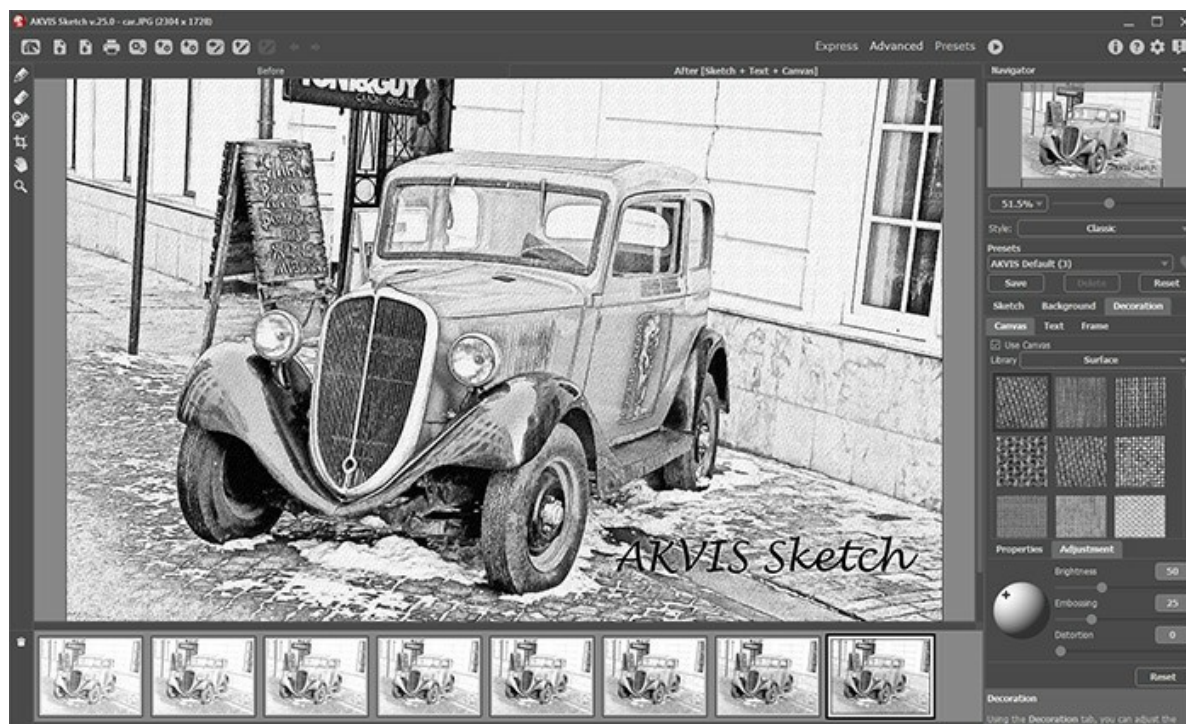 AKVIS Sketch v.25.0 - car.JPG (2304 x 1728)
Express Advanced Presets
Before
After [Sketch + Text + Canvas]
Navigator
51.5%
Style: Classic
Presets
AKVIS Default (3)
Save Delete Reset
Sketch Background Decoration
Canvas Text Frame
Use Canvas
Library Surface
Properties Adjustment
Brightness 50
Embossing 25
Distortion 0
Reset
Decoration
Using the Decoration tab, you can adjust the
TONI&GUY
AKVIS Sketch